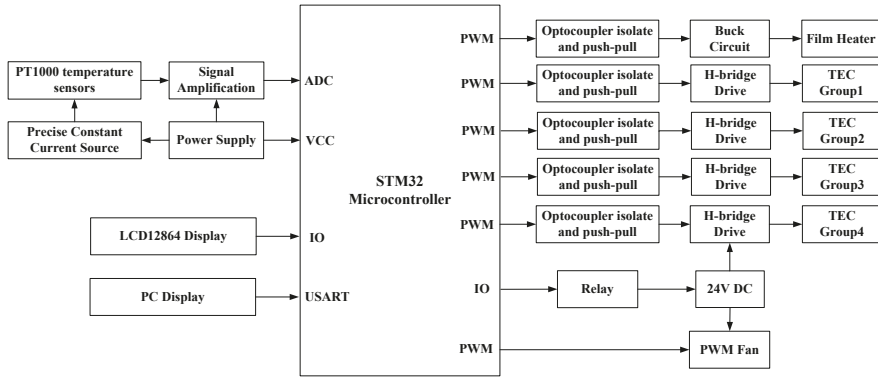 PT1000 temperature
sensors
Signal
Amplification
Precise Constant
Current Source
Power Supply
LCD12864 Display
PC Display
ADC
VCC
IO
USART
STM32
Microcontroller
PWM
Optocoupler isolate
and push-pull
Buck
Circuit
Film Heater
PWM
Optocoupler isolate
and push-pull
H-bridge
Drive
TEC
Group1
PWM
Optocoupler isolate
and push-pull
H-bridge
Drive
TEC
Group2
PWM
Optocoupler isolate
and push-pull
H-bridge
Drive
TEC
Group3
PWM
Optocoupler isolate
and push-pull
H-bridge
Drive
TEC
Group4
IO
Relay
24V DC
PWM
PWM Fan